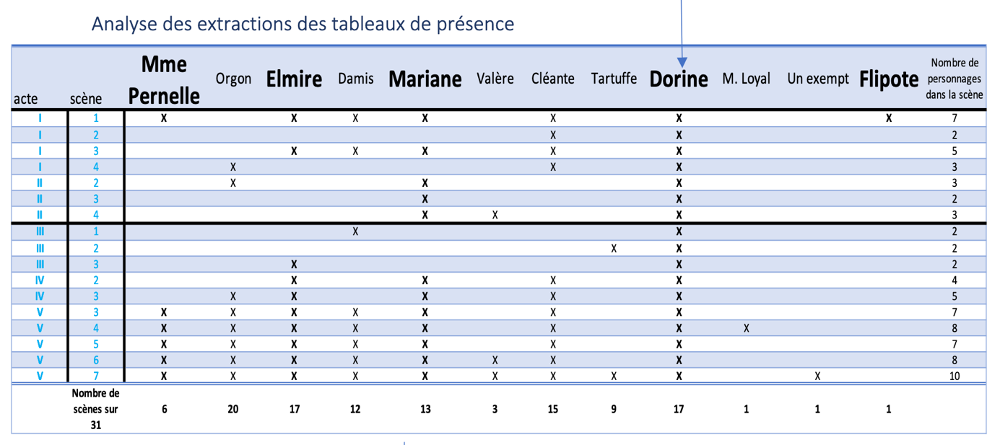 Analyse des extractions des tableaux de présence
acte scène Mme Pernelle Orgon Elmire Damis Mariane Valère Cléante Tartuffe Dorine M. Loyal Un exempt Flipote Nombre de personnages dans la scène
I 1 X X X X X X X 7
I 2 X X 2
I 3 X X X X X 5
I 4 X X X 3
II 2 X X X 3
II 3 X X 2
II 4 X X X 3
III 1 X X 2
III 2 X X 2
III 3 X X 2
IV 2 X X X X 4
IV 3 X X X X X 5
V 3 X X X X X X X 7
V 4 X X X X X X X X 8
V 5 X X X X X X X 7
V 6 X X X X X X X X 8
V 7 X X X X X X X X X X 10
Nombre de scènes sur 31 6 20 17 12 13 3 15 9 17 1 1 1